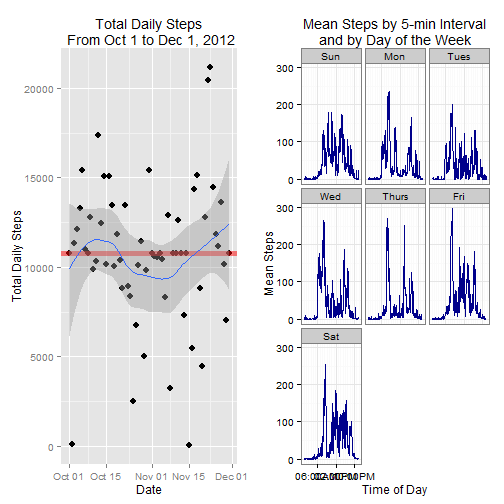 Total Daily Steps
From Oct 1 to Dec 1, 2012
Total Daily Steps
20000
15000
10000
5000
0
Oct 01 Oct 15 Nov 01 Nov 15 Dec 01
Date
Mean Steps by 5-min Interval
and by Day of the Week
Mean Steps
Sun Mon Tues
300
200
100
0
Wed Thurs Fri
300
200
100
0
Sat
300
200
100
0
Time of Day